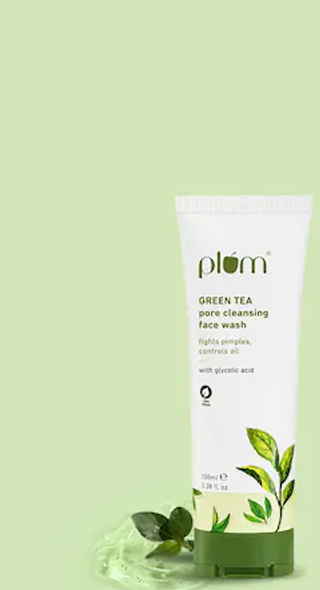 plum®
GREEN TEA
pore cleansing
face wash
fights pimples,
controls oil
with glycolic acid
100ml ℮
3.38 fl oz